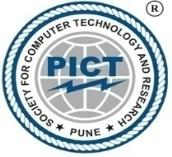 ®
SOCIETY FOR COMPUTER TECHNOLOGY AND RESEARCH
PICT
★ PUNE ★